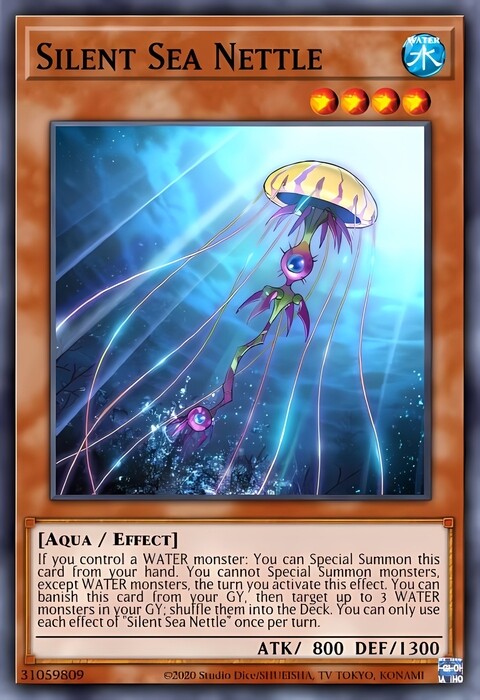 SILENT SEA NETTLE
WATER
水
[AQUA / EFFECT]
If you control a WATER monster: You can Special Summon this
card from your hand. You cannot Special Summon monsters,
except WATER monsters, the turn you activate this effect. You can
banish this card from your GY, then target up to 3 WATER
monsters in your GY; shuffle them into the Deck. You can only use
each effect of "Silent Sea Nettle" once per turn.
ATK/ 800 DEF/1300
31059809 ©2020 Studio Dice/SHUEISHA, TV TOKYO, KONAMI